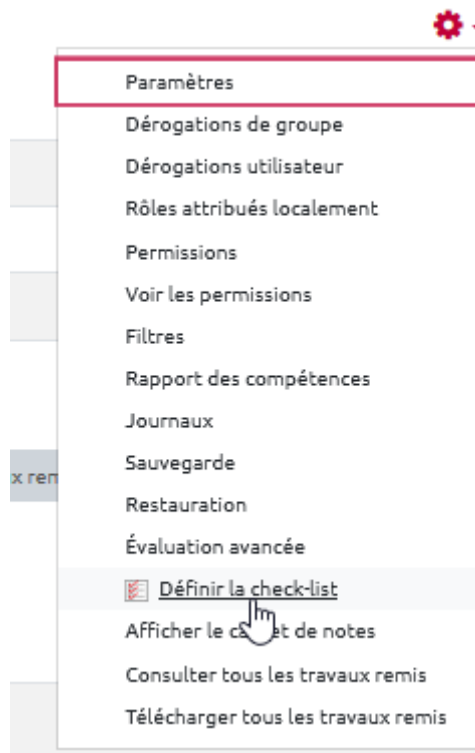 Paramètres
Dérogations de groupe
Dérogations utilisateur
Rôles attribués localement
Permissions
Voir les permissions
Filtres
Rapport des compétences
Journaux
Sauvegarde
x rem
Restauration
Évaluation avancée
Définir la check-list
Afficher le de notes
Consulter tous les travaux remis
Télécharger tous les travaux remis